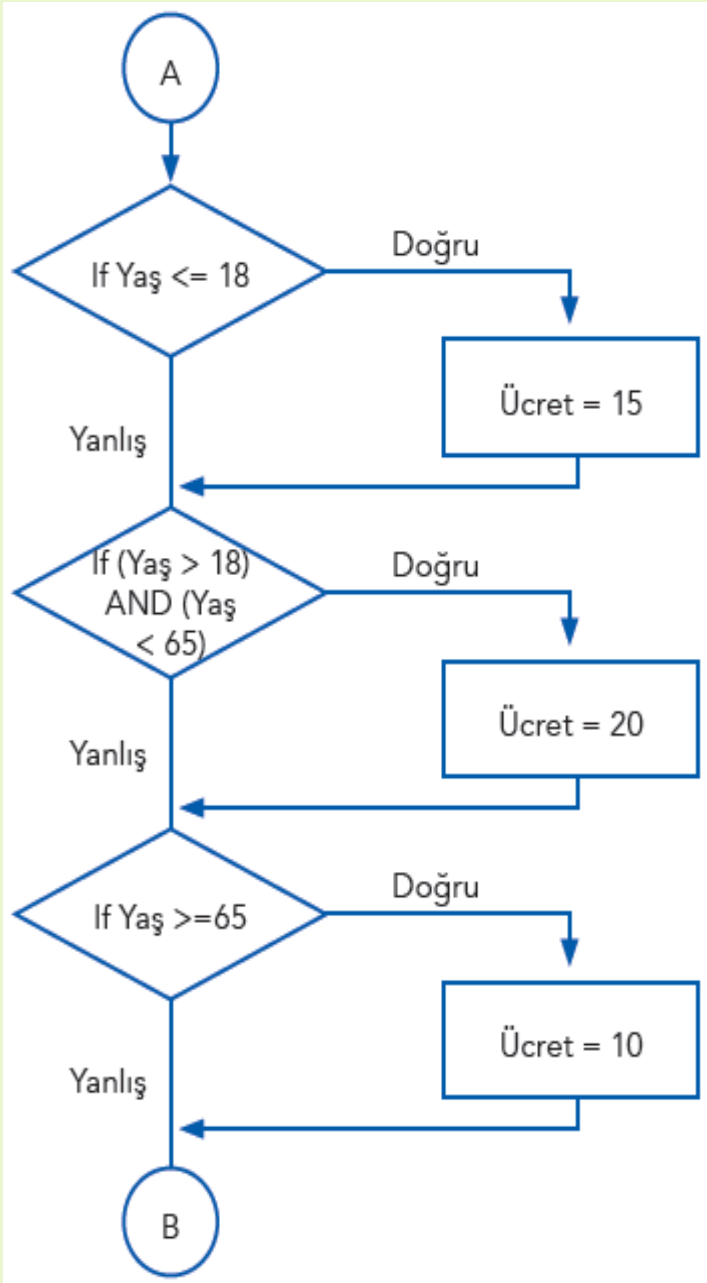 A
If Yaş <= 18
Doğru
Ücret = 15
Yanlış
If (Yaş > 18)
AND (Yaş
< 65)
Doğru
Ücret = 20
Yanlış
If Yaş >=65
Doğru
Ücret = 10
Yanlış
B